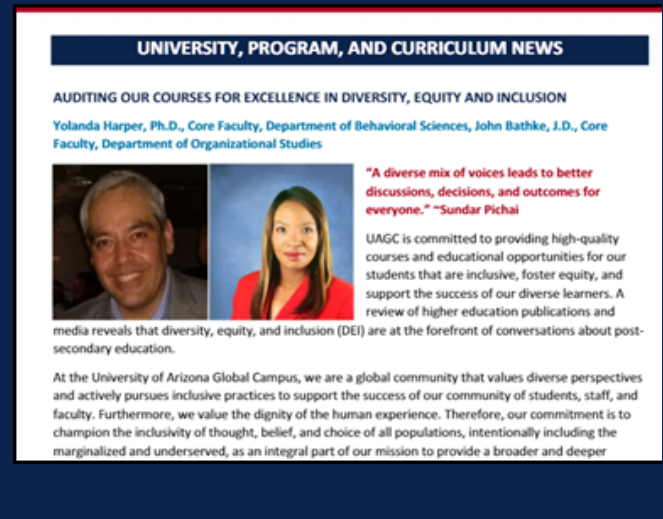 UNIVERSITY, PROGRAM, AND CURRICULUM NEWS
AUDITING OUR COURSES FOR EXCELLENCE IN DIVERSITY, EQUITY AND INCLUSION
Yolanda Harper, Ph.D., Core Faculty, Department of Behavioral Sciences, John Bathke, J.D., Core
Faculty, Department of Organizational Studies
“A diverse mix of voices leads to better
discussions, decisions, and outcomes for
everyone.” ~Sundar Pichai
UAGC is committed to providing high-quality
courses and educational opportunities for our
students that are inclusive, foster equity, and
support the success of our diverse learners. A
review of higher education publications and
media reveals that diversity, equity, and inclusion (DEI) are at the forefront of conversations about post-
secondary education.
At the University of Arizona Global Campus, we are a global community that values diverse perspectives
and actively pursues inclusive practices to support the success of our community of students, staff, and
faculty. Furthermore, we value the dignity of the human experience. Therefore, our commitment is to
champion the inclusivity of thought, belief, and choice of all populations, intentionally including the
marginalized and underserved, as an integral part of our mission to provide a broader and deeper